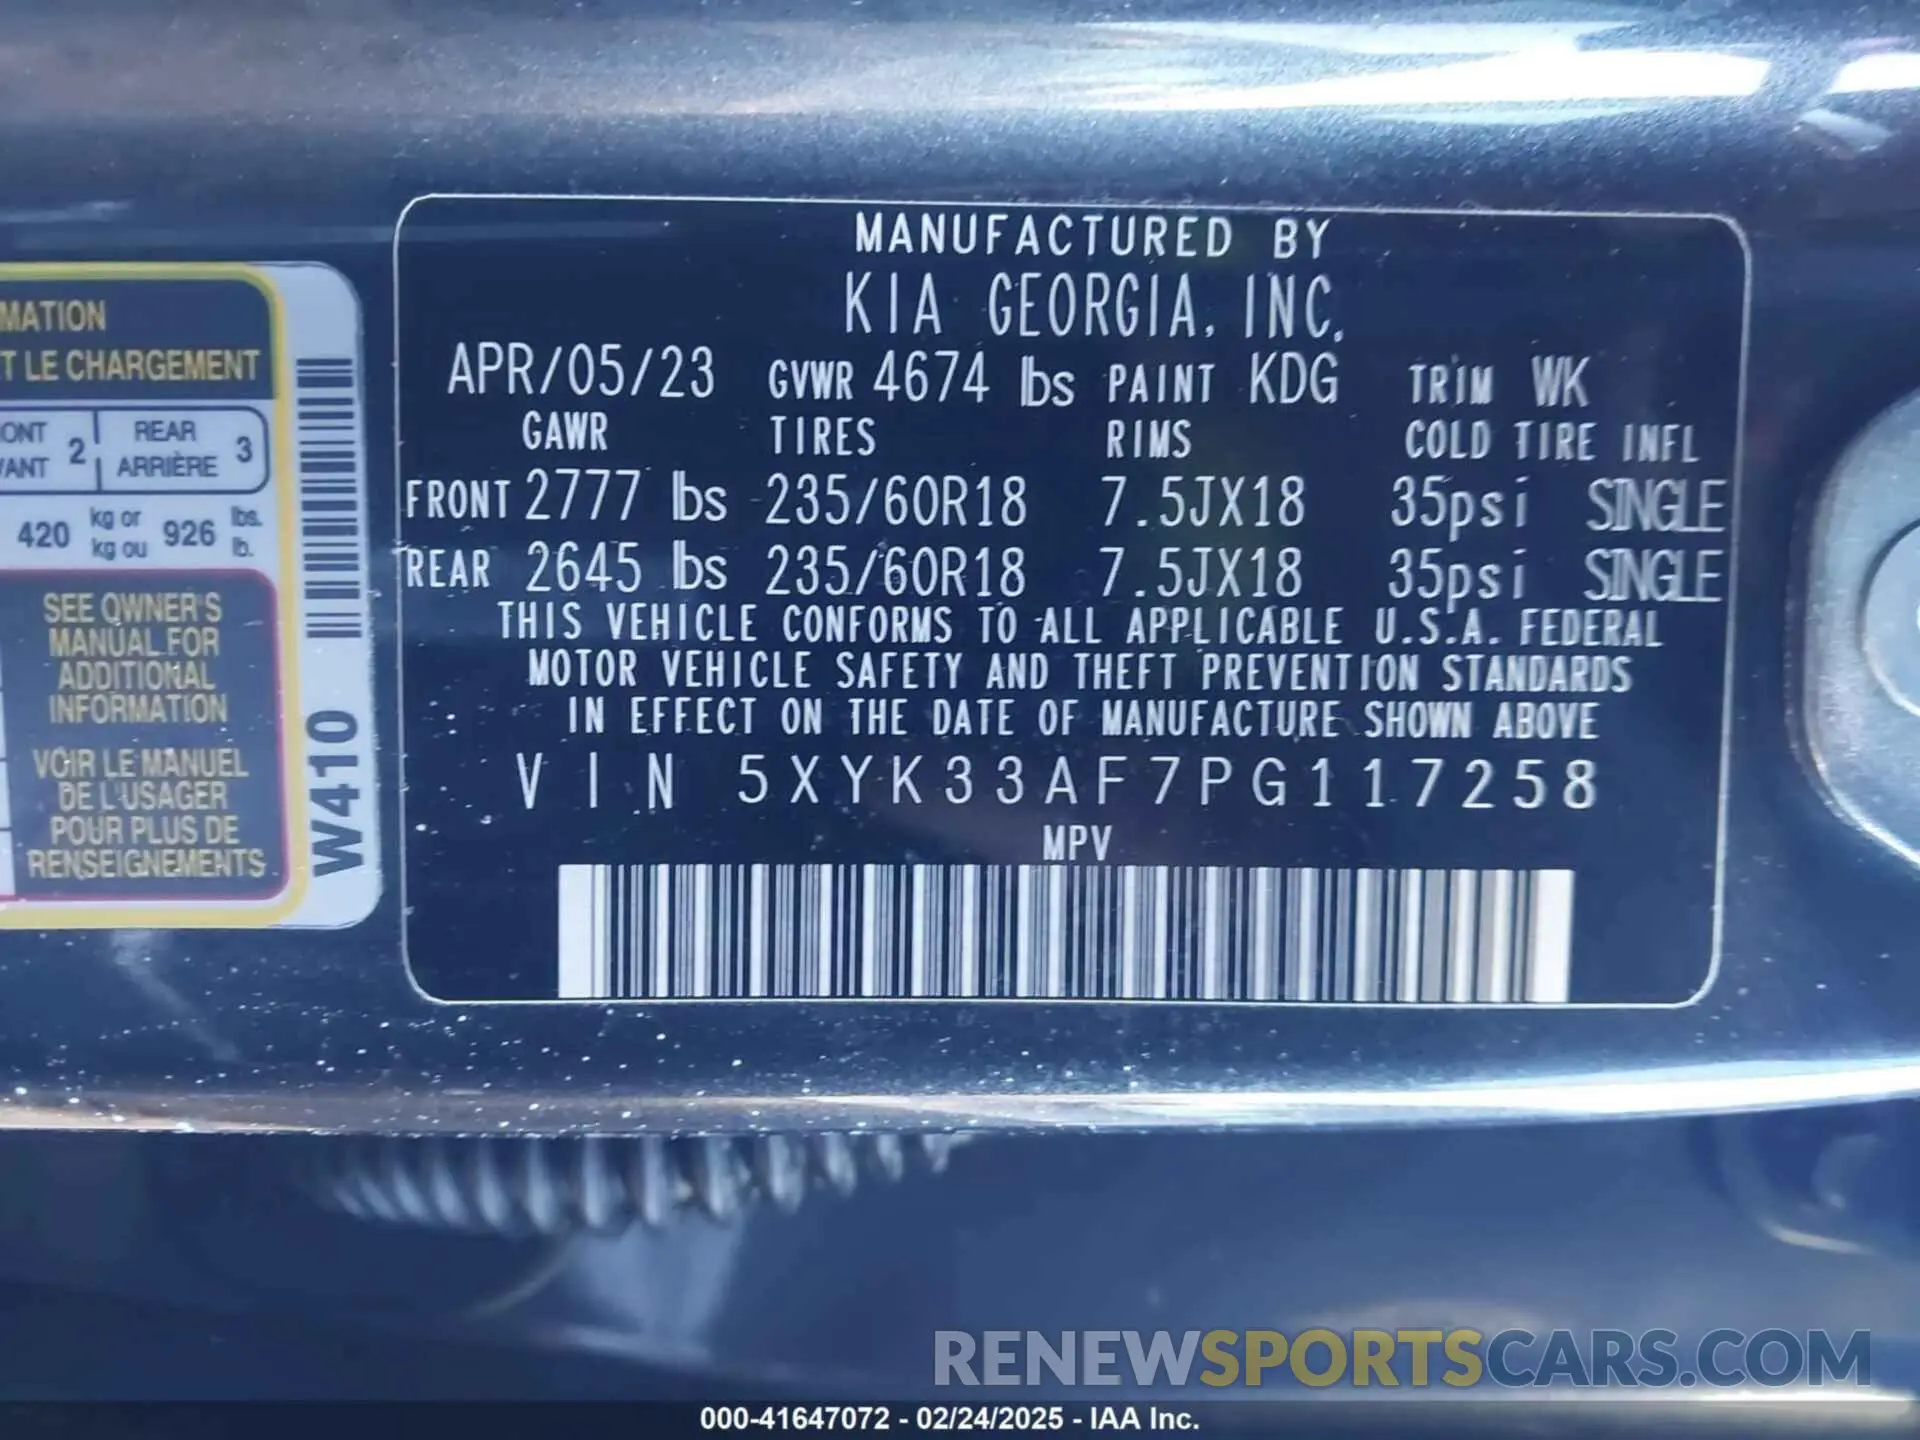 MANUFACTURED BY
KIA GEORGIA, INC.
APR/05/23 GVWR 4674 lbs PAINT KDG TRIM WK
GAWR TIRES RIMS COLD TIRE INFL
FRONT 2777 lbs 235/60R18 7.5JX18 35psi SINGLE
REAR 2645 lbs 235/60R18 7.5JX18 35psi SINGLE
THIS VEHICLE CONFORMS TO ALL APPLICABLE U.S.A. FEDERAL
MOTOR VEHICLE SAFETY AND THEFT PREVENTION STANDARDS
IN EFFECT ON THE DATE OF MANUFACTURE SHOWN ABOVE
VIN 5XYK33AF7PG117258
MPV
MATION
T LE CHARGEMENT
ONT 2 REAR 3
VANT ARRIÈRE
420 kg or 926 lbs.
kg ou lb.
SEE OWNER'S
MANUAL FOR
ADDITIONAL
INFORMATION
VOIR LE MANUEL
DE L'USAGER
POUR PLUS DE
RENSEIGNEMENTS
W410
RENEWSPORTSCARS.COM
000-41647072 - 02/24/2025 - IAA Inc.